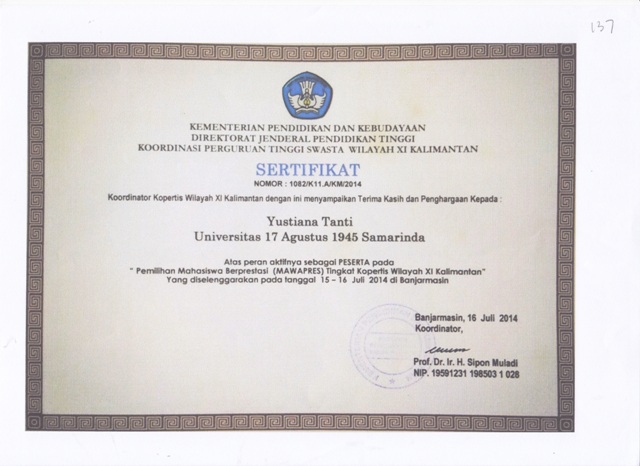 137
KEMENTERIAN PENDIDIKAN DAN KEBUDAYAAN
DIREKTORAT JENDERAL PENDIDIKAN TINGGI
KOORDINASI PERGURUAN TINGGI SWASTA WILAYAH XI KALIMANTAN
SERTIFIKAT
NOMOR : 1082/K11.A/KM/2014
Koordinator Kopertis Wilayah XI Kalimantan dengan ini menyampaikan Terima Kasih dan Penghargaan Kepada :
Yustiana Tanti
Universitas 17 Agustus 1945 Samarinda
Atas peran aktifnya sebagai PESERTA pada
" Pemilihan Mahasiswa Berprestasi (MAWAPRES) Tingkat Kopertis Wilayah XI Kalimantan"
Yang diselenggarakan pada tanggal 15 – 16 Juli 2014 di Banjarmasin
Banjarmasin, 16 Juli 2014
Koordinator,
Prof. Dr. Ir. H. Sipon Muladi
NIP. 19591231 198503 1 028